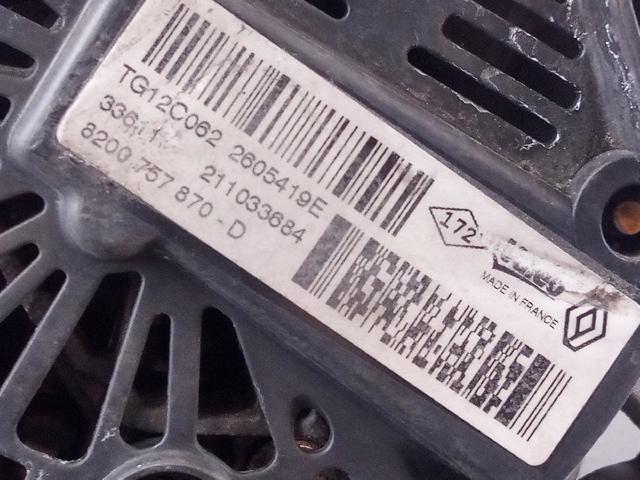 TG12C062 2605419E
211033684
8200 757 870 - D
172
MADE IN FRANCE